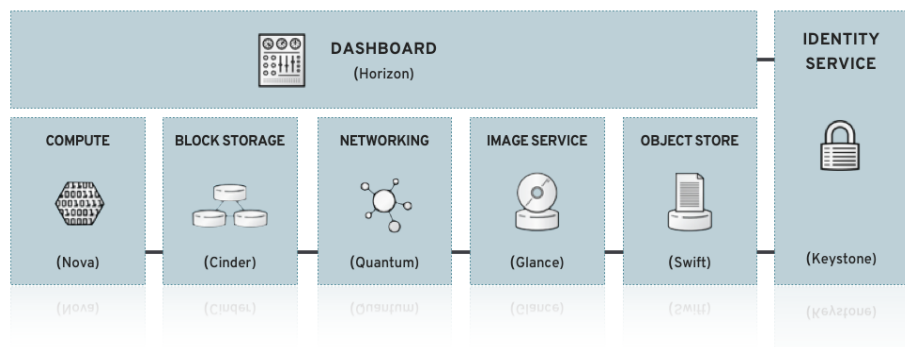 DASHBOARD
(Horizon)
IDENTITY
SERVICE
(Keystone)
COMPUTE
(Nova)
BLOCK STORAGE
(Cinder)
NETWORKING
(Quantum)
IMAGE SERVICE
(Glance)
OBJECT STORE
(Swift)